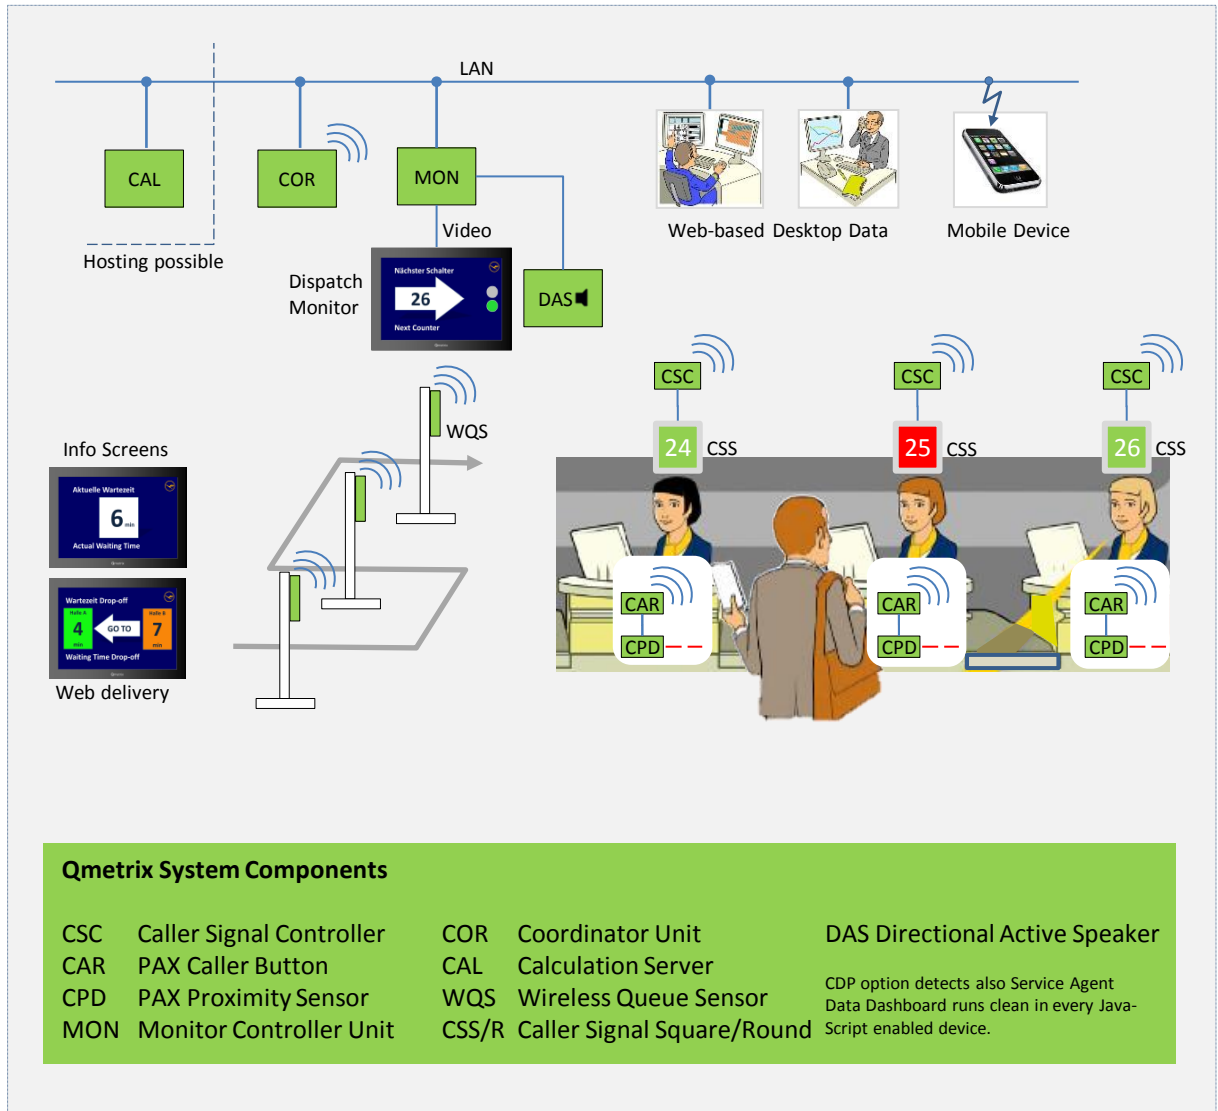 LAN
CAL
COR
MON
Hosting possible
Video
Dispatch
Monitor
Nächster Schalter
26
Next Counter
DAS
Web-based Desktop Data
Mobile Device
WQS
CSC
CSC
CSC
24
CSS
25
CSS
26
CSS
Info Screens
Aktuelle Wartezeit
6 min
Actual Waiting Time
Wartezeit Drop-off
Halle A
4
min
GO TO
Halle B
7
min
Waiting Time Drop-off
Web delivery
CAR
CPD
CAR
CPD
CAR
CPD
Qmetrix System Components
CSC Caller Signal Controller
CAR PAX Caller Button
CPD PAX Proximity Sensor
MON Monitor Controller Unit
COR Coordinator Unit
CAL Calculation Server
WQS Wireless Queue Sensor
CSS/R Caller Signal Square/Round
DAS Directional Active Speaker
CDP option detects also Service Agent
Data Dashboard runs clean in every Java-
Script enabled device.